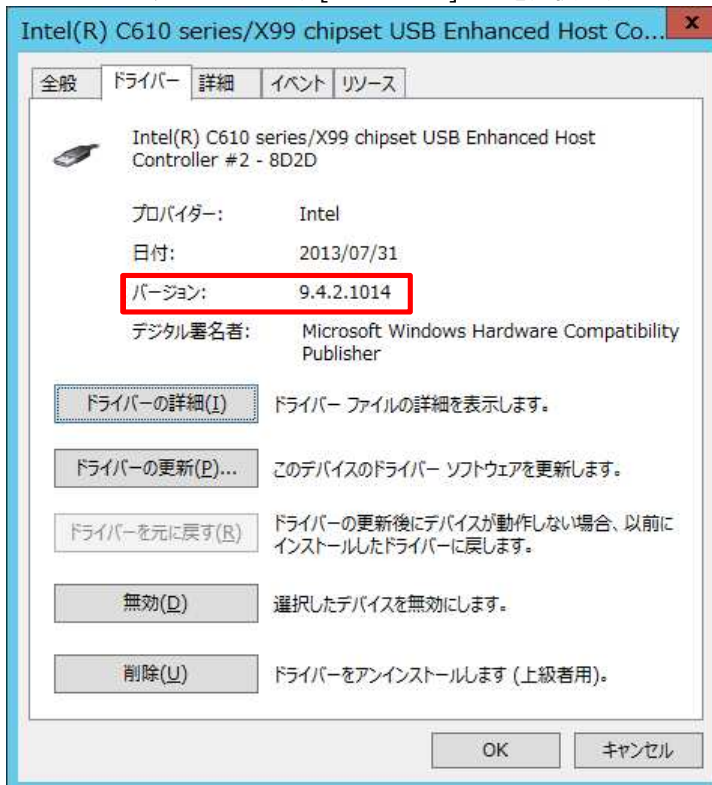 Intel(R) C610 series/X99 chipset USB Enhanced Host Co...
x
全般 ドライバー 詳細 イベント リソース
Intel(R) C610 series/X99 chipset USB Enhanced Host
Controller #2 - 8D2D
プロバイダー: Intel
日付: 2013/07/31
バージョン: 9.4.2.1014
デジタル署名者: Microsoft Windows Hardware Compatibility
Publisher
ドライバーの詳細(I) ドライバー ファイルの詳細を表示します。
ドライバーの更新(P)... このデバイスのドライバー ソフトウェアを更新します。
ドライバーを元に戻す(R) ドライバーの更新後にデバイスが動作しない場合、以前に
インストールしたドライバーに戻します。
無効(D) 選択したデバイスを無効にします。
削除(U) ドライバーをアンインストールします (上級者用)。
OK キャンセル